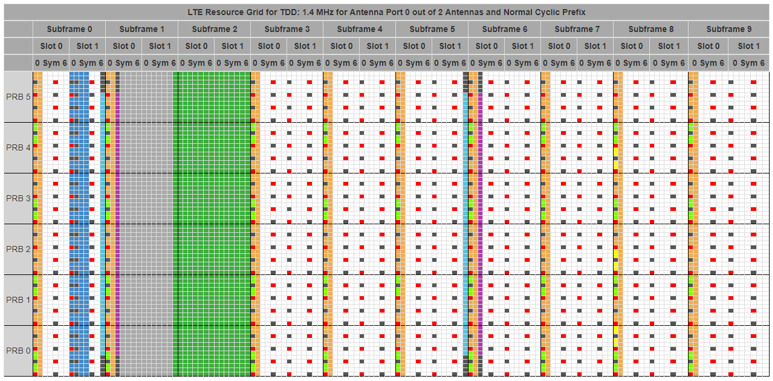 LTE Resource Grid for TDD: 1.4 MHz for Antenna Port 0 out of 2 Antennas and Normal Cyclic Prefix
Subframe 0 Subframe 1 Subframe 2 Subframe 3 Subframe 4 Subframe 5 Subframe 6 Subframe 7 Subframe 8 Subframe 9
Slot 0 Slot 1 Slot 0 Slot 1 Slot 0 Slot 1 Slot 0 Slot 1 Slot 0 Slot 1 Slot 0 Slot 1 Slot 0 Slot 1 Slot 0 Slot 1 Slot 0 Slot 1 Slot 0 Slot 1
0 Sym 6 0 Sym 6 0 Sym 6 0 Sym 6 0 Sym 6 0 Sym 6 0 Sym 6 0 Sym 6 0 Sym 6 0 Sym 6 0 Sym 6 0 Sym 6 0 Sym 6 0 Sym 6 0 Sym 6 0 Sym 6 0 Sym 6 0 Sym 6 0 Sym 6 0 Sym 6
PRB 5
PRB 4
PRB 3
PRB 2
PRB 1
PRB 0